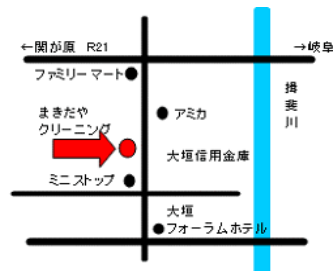 ←関が原 R21
→岐阜
ファミリーマート
まきだや
クリーニング
アミカ
揖斐川
大垣信用金庫
ミニストップ
大垣
フォーラムホテル